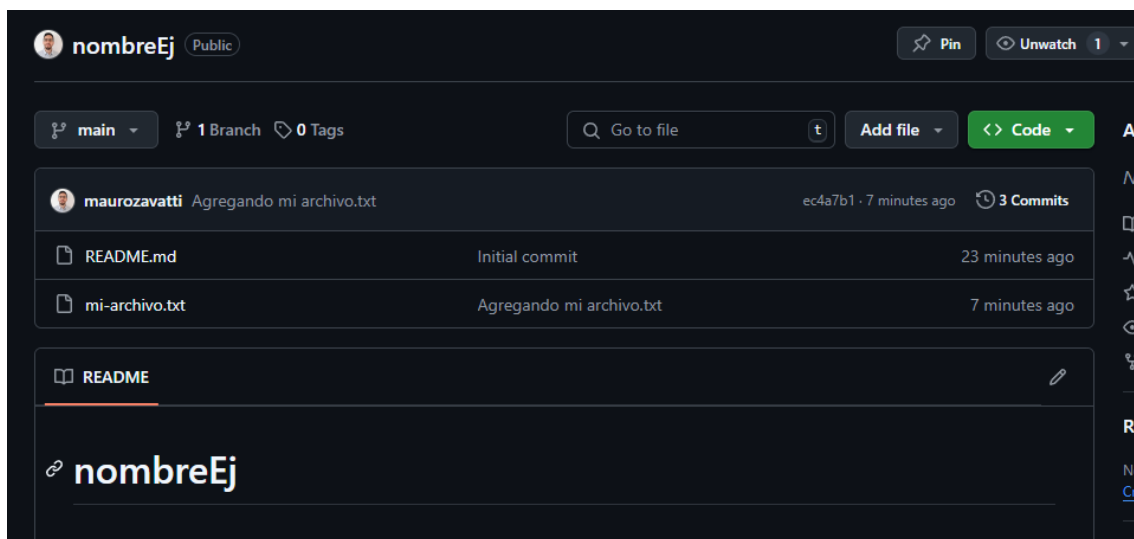 nombreEj Public Pin Unwatch 1
main 1 Branch 0 Tags Go to file t Add file Code
maurozavatti Agregando mi archivo.txt ec4a7b1 · 7 minutes ago 3 Commits
README.md Initial commit 23 minutes ago
mi-archivo.txt Agregando mi archivo.txt 7 minutes ago
README
nombreEj